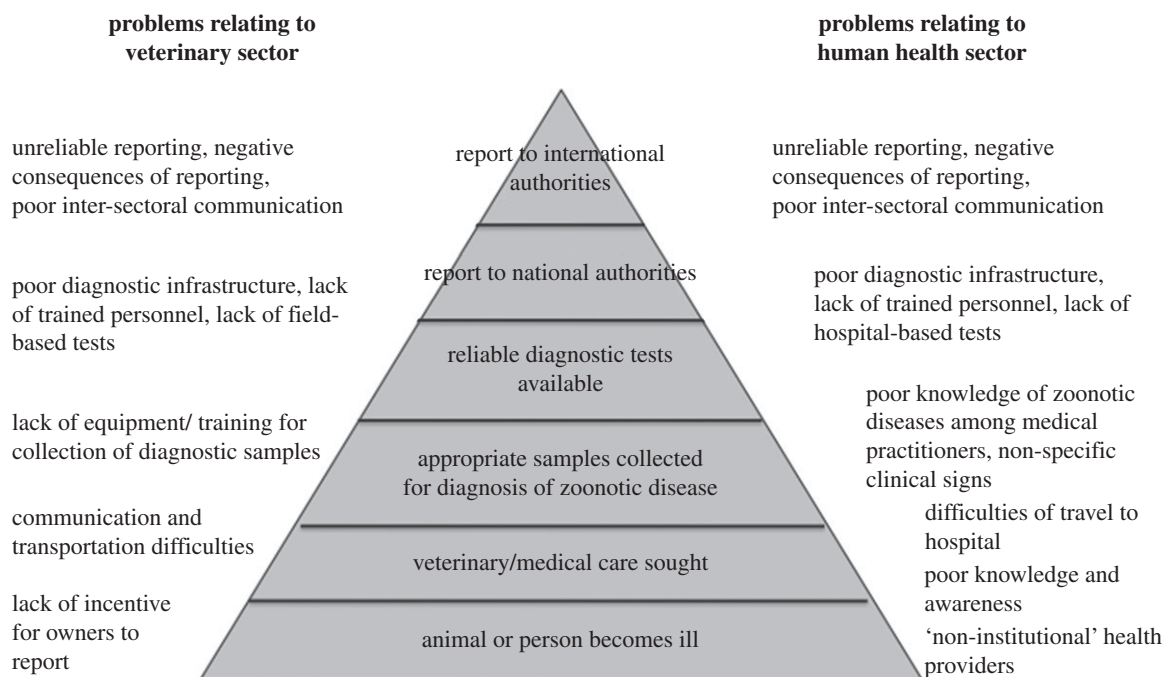 problems relating to
veterinary sector
problems relating to
human health sector
unreliable reporting, negative
consequences of reporting,
poor inter-sectoral communication
report to international
authorities
unreliable reporting, negative
consequences of reporting,
poor inter-sectoral communication
poor diagnostic infrastructure, lack
of trained personnel, lack of field-
based tests
report to national authorities
poor diagnostic infrastructure,
lack of trained personnel, lack of
hospital-based tests
reliable diagnostic tests
available
lack of equipment/ training for
collection of diagnostic samples
appropriate samples collected
for diagnosis of zoonotic disease
poor knowledge of zoonotic
diseases among medical
practitioners, non-specific
clinical signs
communication and
transportation difficulties
veterinary/medical care sought
difficulties of travel to
hospital
poor knowledge and
awareness
lack of incentive
for owners to
report
animal or person becomes ill
‘non-institutional’ health
providers